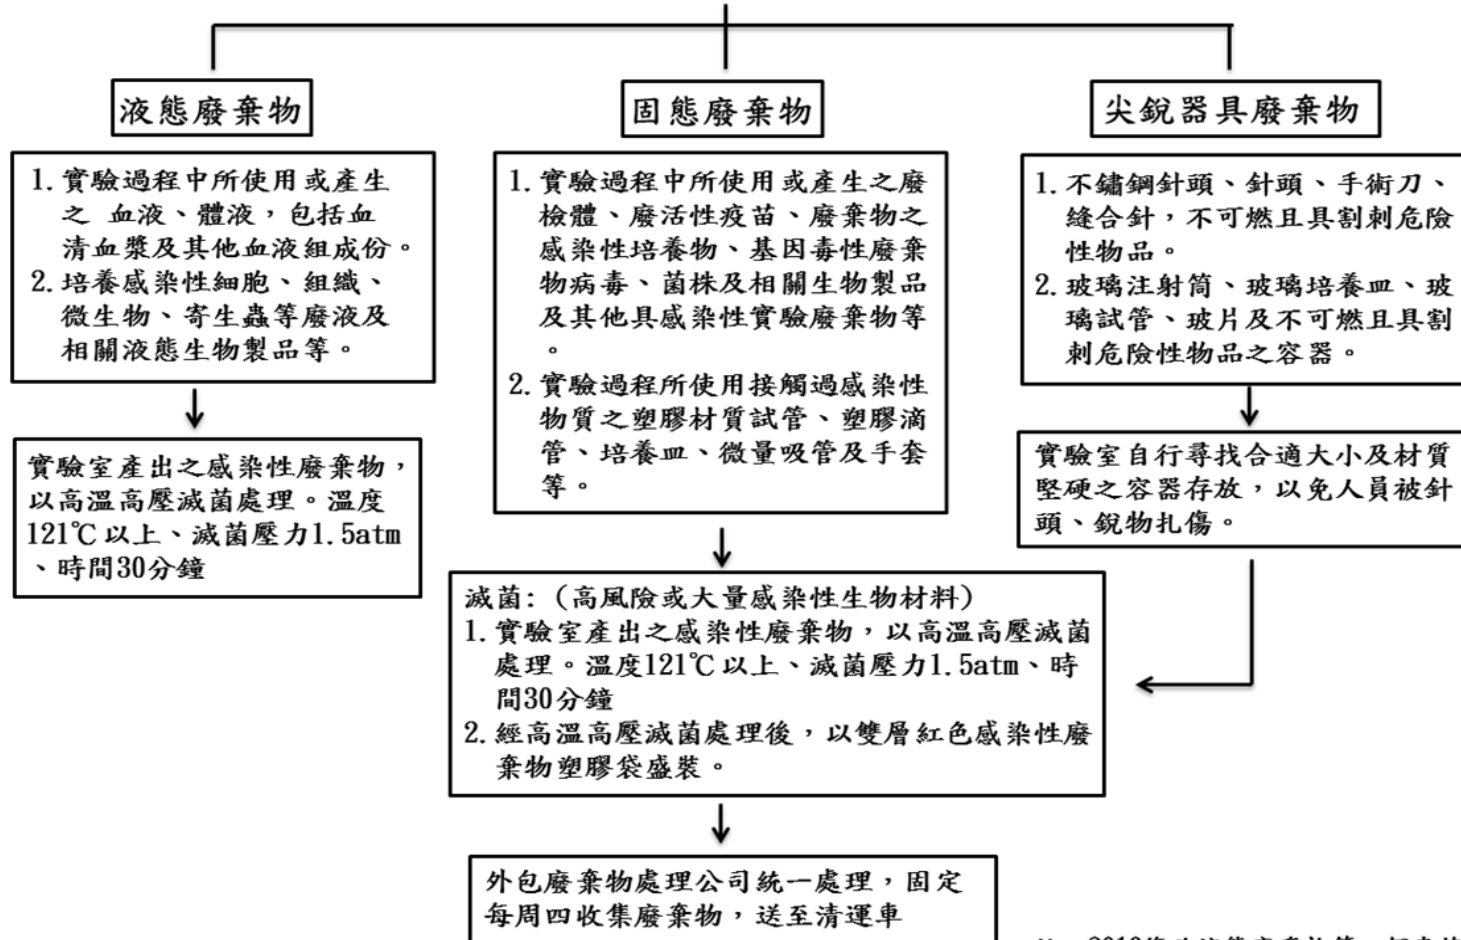 液態廢棄物
1. 實驗過程中所使用或產生
之 血液、體液，包括血
清血漿及其他血液組成份。
2. 培養感染性細胞、組織、
微生物、寄生蟲等廢液及
相關液態生物製品等。
實驗室產出之感染性廢棄物，
以高溫高壓滅菌處理。溫度
121℃以上、滅菌壓力1.5atm
、時間30分鐘
固態廢棄物
1. 實驗過程中所使用或產生之廢
檢體、廢活性疫苗、廢棄物之
感染性培養物、基因毒性廢棄
物病毒、菌株及相關生物製品
及其他具感染性實驗廢棄物等
。
2. 實驗過程所使用接觸過感染性
物質之塑膠材質試管、塑膠滴
管、培養皿、微量吸管及手套
等。
尖銳器具廢棄物
1. 不鏽鋼針頭、針頭、手術刀、
縫合針，不可燃且具割刺危險
性物品。
2. 玻璃注射筒、玻璃培養皿、玻
璃試管、玻片及不可燃且具割
刺危險性物品之容器。
實驗室自行尋找合適大小及材質
堅硬之容器存放，以免人員被針
頭、銳物扎傷。
滅菌: (高風險或大量感染性生物材料)
1. 實驗室產出之感染性廢棄物，以高溫高壓滅菌
處理。溫度121℃以上、滅菌壓力1.5atm、時
間30分鐘
2. 經高溫高壓滅菌處理後，以雙層紅色感染性廢
棄物塑膠袋盛裝。
外包廢棄物處理公司統一處理，固定
每周四收集廢棄物，送至清運車